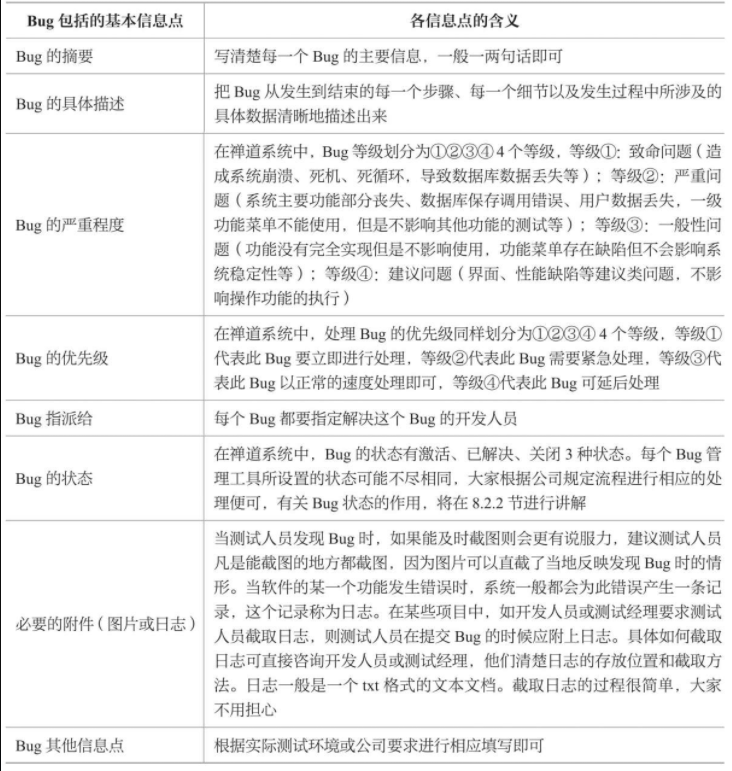 Bug 包括的基本信息点 各信息点的含义
Bug 的摘要 写清楚每一个 Bug 的主要信息，一般一两句话即可
Bug 的具体描述
把 Bug 从发生到结束的每一个步骤、每一个细节以及发生过程中所涉及的
具体数据清晰地描述出来
Bug 的严重程度
在禅道系统中，Bug 等级划分为①②③④ 4 个等级，等级①：致命问题（造
成系统崩溃、死机、死循环，导致数据库数据丢失等）；等级②：严重问
题（系统主要功能部分丧失、数据库保存调用错误、用户数据丢失，一级
功能菜单不能使用，但是不影响其他功能的测试等）；等级③：一般性问
题（功能没有完全实现但是不影响使用，功能菜单存在缺陷但不会影响系
统稳定性等）；等级④：建议问题（界面、性能缺陷等建议类问题，不影
响操作功能的执行）
Bug 的优先级
在禅道系统中，处理 Bug 的优先级同样划分为①②③④ 4 个等级，等级①
代表此 Bug 要立即进行处理，等级②代表此 Bug 需要紧急处理，等级③代
表此 Bug 以正常的速度处理即可，等级④代表此 Bug 可延后处理
Bug 指派给 每个 Bug 都要指定解决这个 Bug 的开发人员
Bug 的状态
在禅道系统中，Bug 的状态有激活、已解决、关闭 3 种状态。每个 Bug 管
理工具所设置的状态可能不尽相同，大家根据公司规定流程进行相应的处
理便可，有关 Bug 状态的作用，将在 8.2.2 节进行讲解
必要的附件（图片或日志）
当测试人员发现 Bug 时，如果能及时截图则会更有说服力，建议测试人员
凡是能截图的地方都截图，因为图片可以直截了当地反映发现 Bug 时的情
形。当软件的某一个功能发生错误时，系统一般都会为此错误产生一条记
录，这个记录称为日志。在某些项目中，如开发人员或测试经理要求测试
人员截取日志，则测试人员在提交 Bug 的时候应附上日志。具体如何截取
日志可直接咨询开发人员或测试经理，他们清楚日志的存放位置和截取方
法。日志一般是一个 txt 格式的文本文档。截取日志的过程很简单，大家
不用担心
Bug 其他信息点 根据实际测试环境或公司要求进行相应填写即可